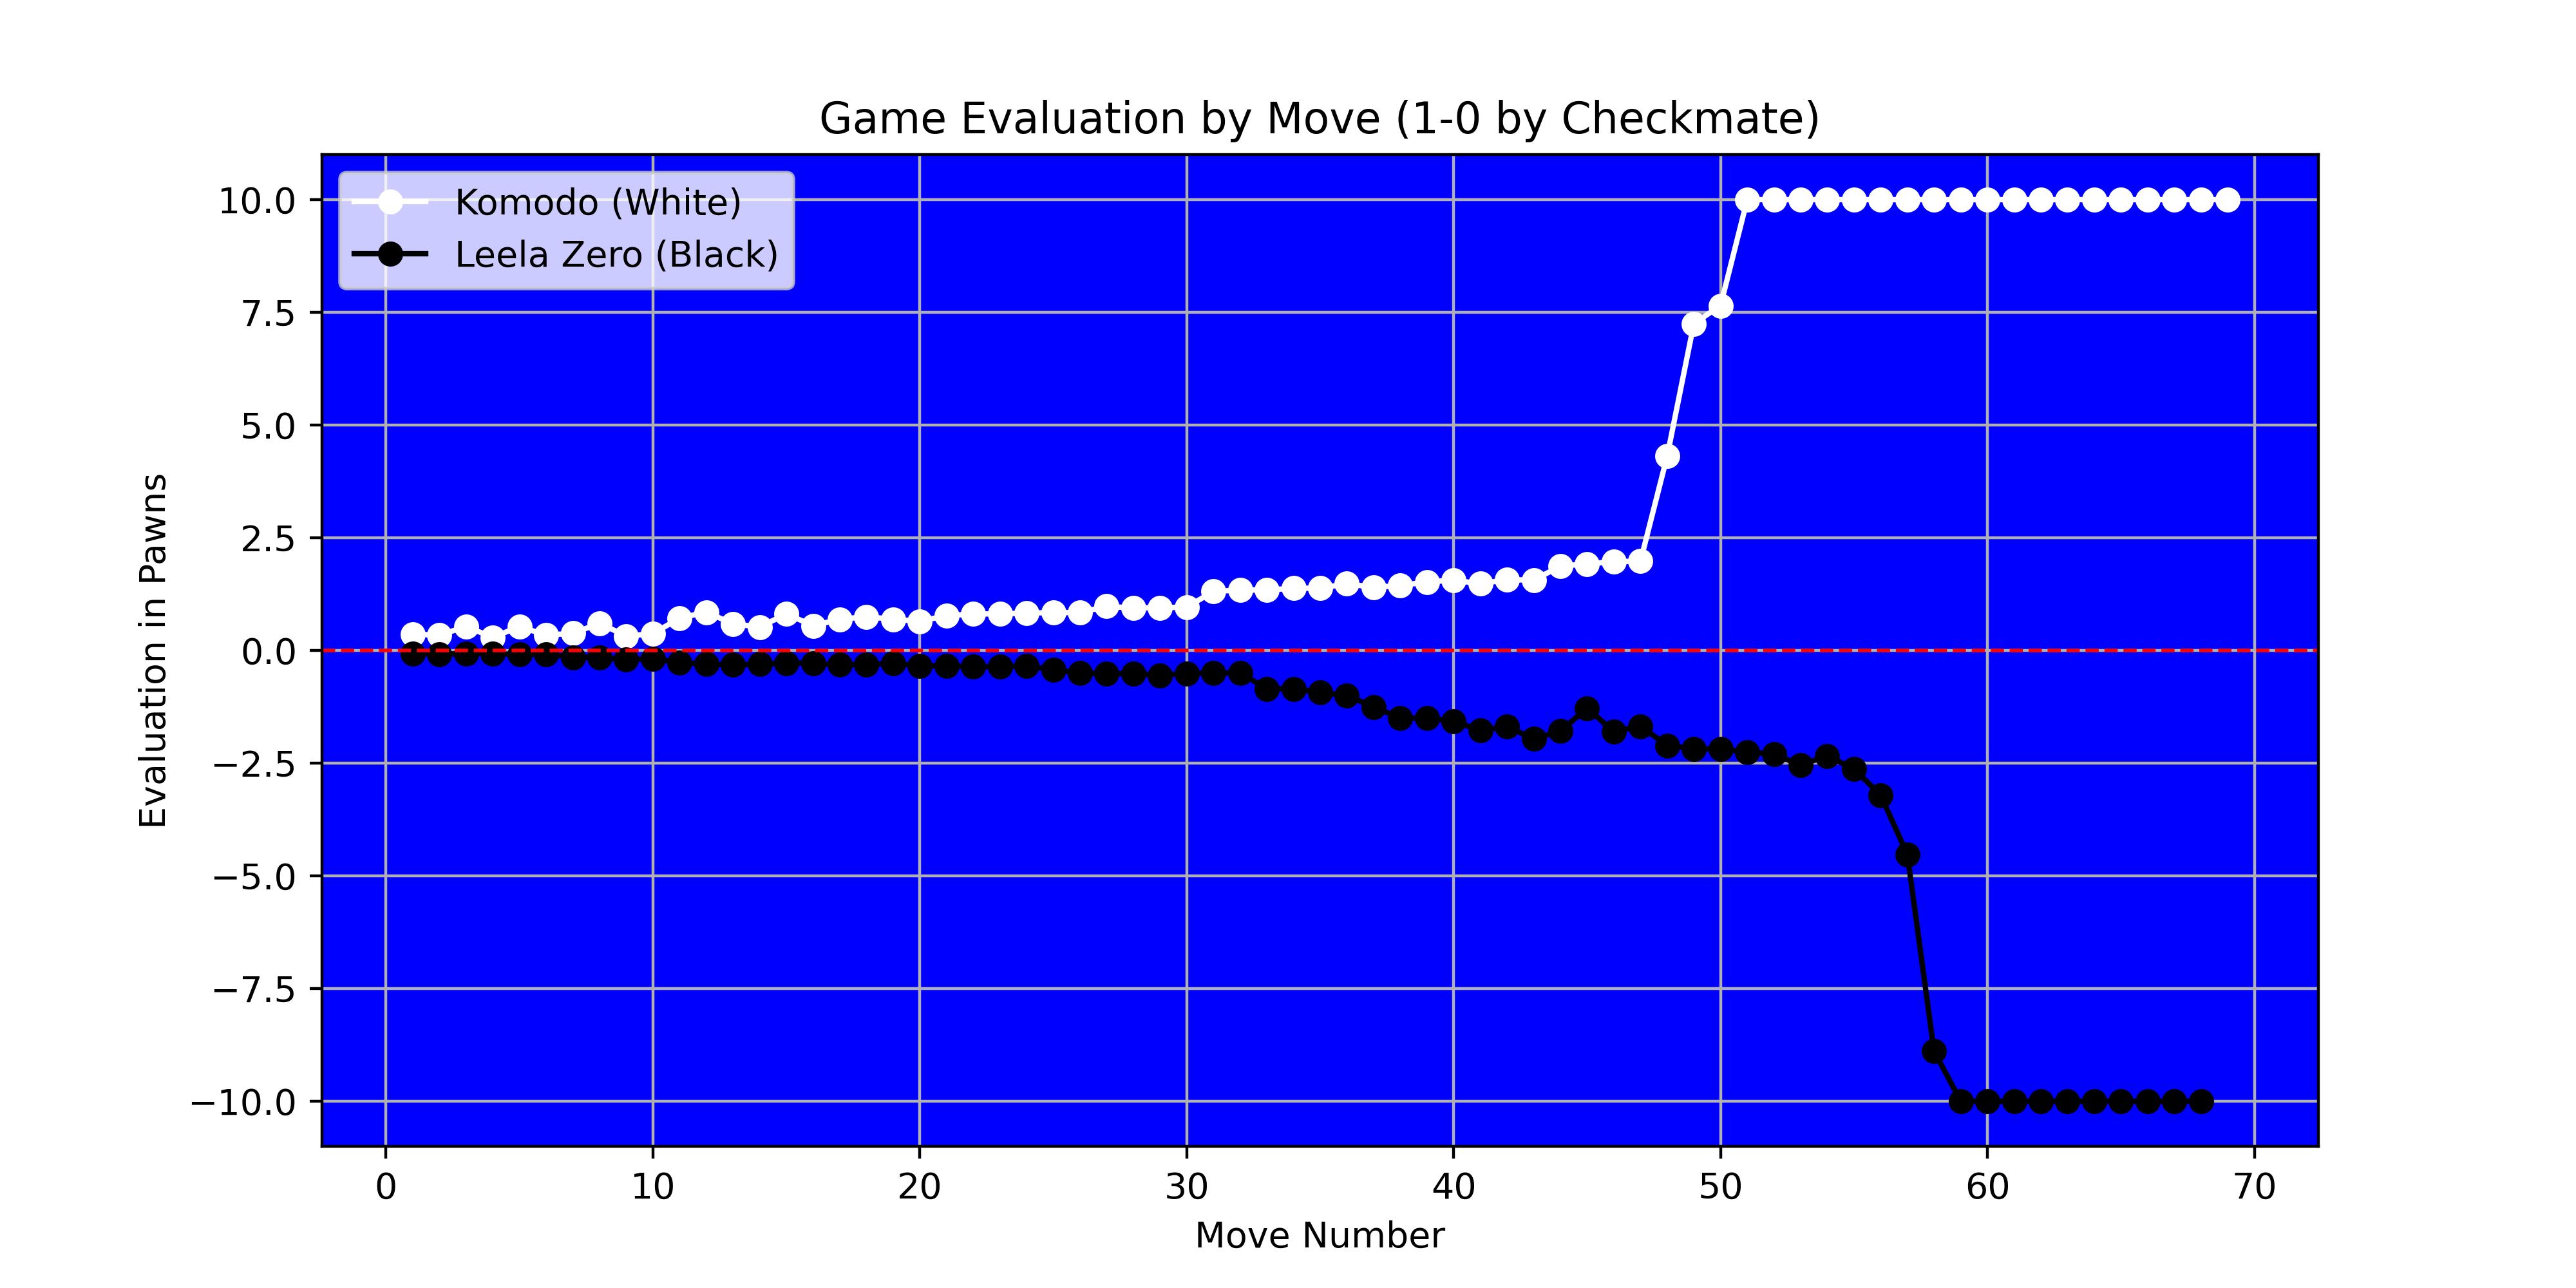 Game Evaluation by Move (1-0 by Checkmate)
Komodo (White)
Leela Zero (Black)
Evaluation in Pawns
10.0
7.5
5.0
2.5
0.0
−2.5
−5.0
−7.5
−10.0
0 10 20 30 40 50 60 70
Move Number